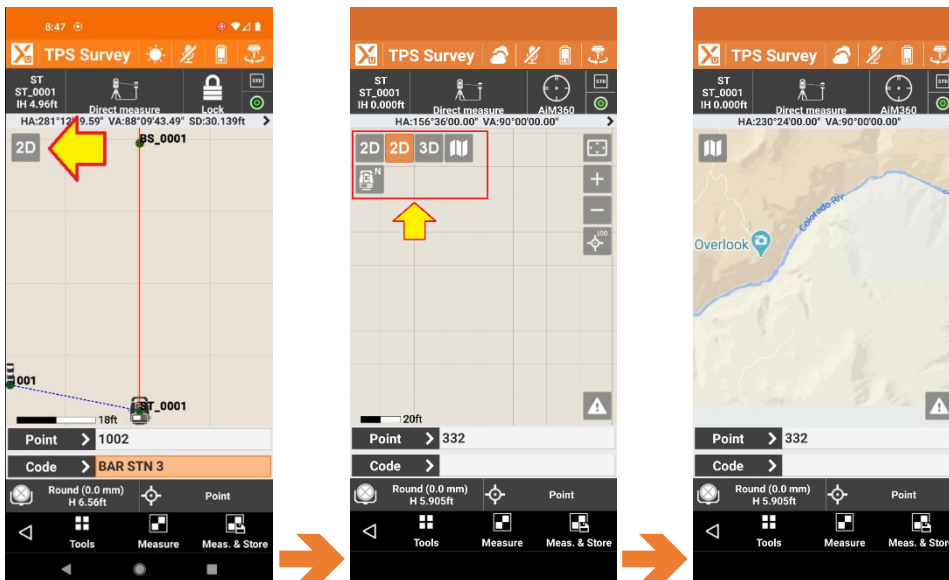 8:47
TPS Survey
ST
ST_0001
IH 4.96ft
Direct measure
Lock
STD
VA:88°09'43.49" SD:30.139ft
2D
BS_0001
001
ST_0001
18ft
Point
1002
Code
BAR STN 3
Round (0.0 mm)
H 6.56ft
Point
Tools
Measure
Meas. & Store
TPS Survey
ST
ST_0001
IH 0.000ft
Direct measure
AiM360
STD
HA:156°36'00.00" VA:90°00'00.00"
2D
2D
3D
N
100
20ft
Point
332
Code
Round (0.0 mm)
H 5.905ft
Point
Tools
Measure
Meas. & Store
TPS Survey
ST
ST_0001
IH 0.000ft
Direct measure
AiM360
HA:230°24'00.00" VA:90°00'00.00"
Colorado Riv
Overlook
Point
332
Code
Round (0.0 mm)
H 5.905ft
Point
Tools
Measure
Meas. & Stor